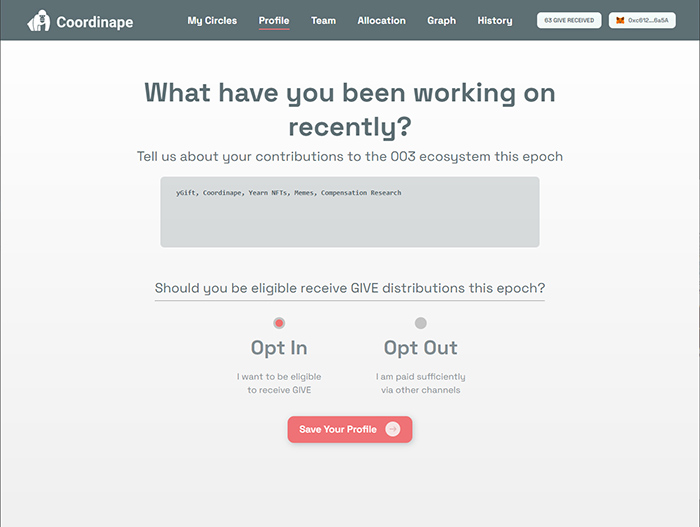 Coordinape
My Circles Profile Team Allocation Graph History 63 GIVE RECEIVED 0xc612...6a5A
What have you been working on
recently?
Tell us about your contributions to the 003 ecosystem this epoch
yGift, Coordinape, Yearn NFTs, Memes, Compensation Research
Should you be eligible receive GIVE distributions this epoch?
Opt In Opt Out
I want to be eligible I am paid sufficiently
to receive GIVE via other channels
Save Your Profile